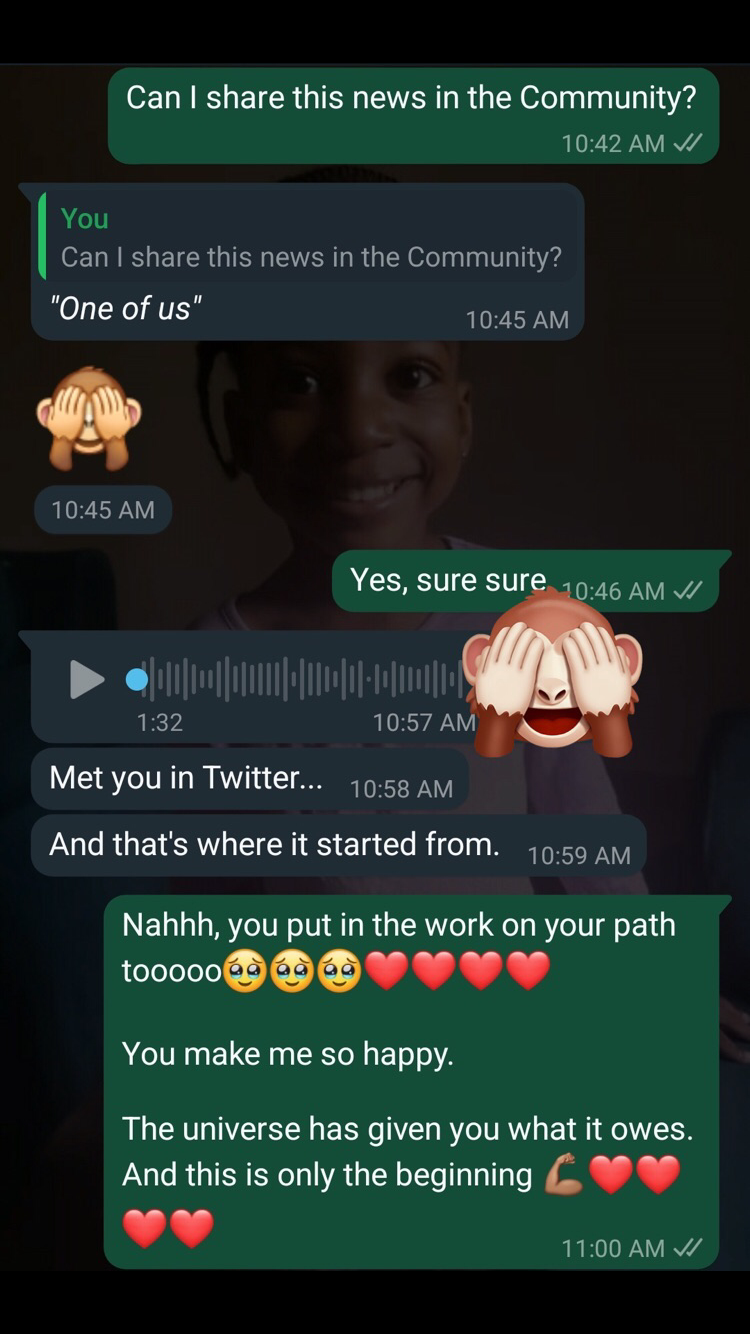 Can I share this news in the Community?
10:42 AM
You
Can I share this news in the Community?
"One of us"
10:45 AM
🙈
10:45 AM
Yes, sure sure
10:46 AM
1:32
10:57 AM
Met you in Twitter...
10:58 AM
And that's where it started from.
10:59 AM
Nahhh, you put in the work on your path
tooooo🥹🥹🥹❤️❤️❤️❤️
You make me so happy.
The universe has given you what it owes.
And this is only the beginning 💪🏽❤️❤️
❤️❤️
11:00 AM